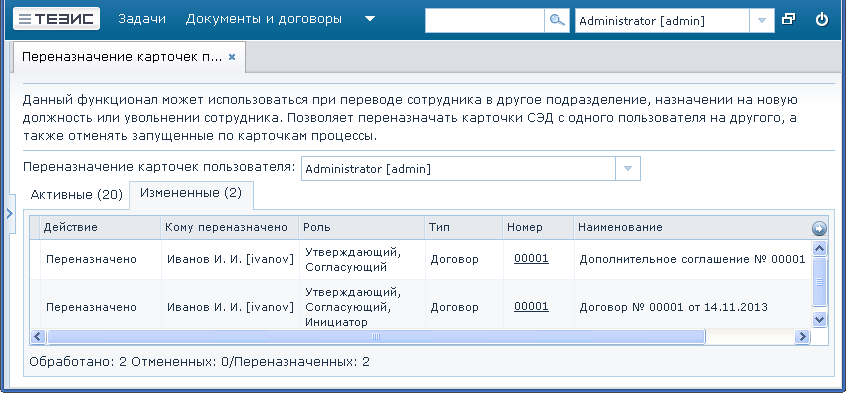 ТЕЗИС Задачи Документы и договоры Administrator [admin]
Переназначение карточек п...
Данный функционал может использоваться при переводе сотрудника в другое подразделение, назначении на новую
должность или увольнении сотрудника. Позволяет переназначать карточки СЭД с одного пользователя на другого, а
также отменять запущенные по карточкам процессы.
Переназначение карточек пользователя: Administrator [admin]
Активные (20) Измененные (2)
Действие Кому переназначено Роль Тип Номер Наименование
Переназначено Иванов И. И. [ivanov] Утверждающий, Согласующий Договор 00001 Дополнительное соглашение № 00001
Переназначено Иванов И. И. [ivanov] Утверждающий, Согласующий, Инициатор Договор 00001 Договор № 00001 от 14.11.2013
Обработано: 2 Отмененных: 0/Переназначенных: 2